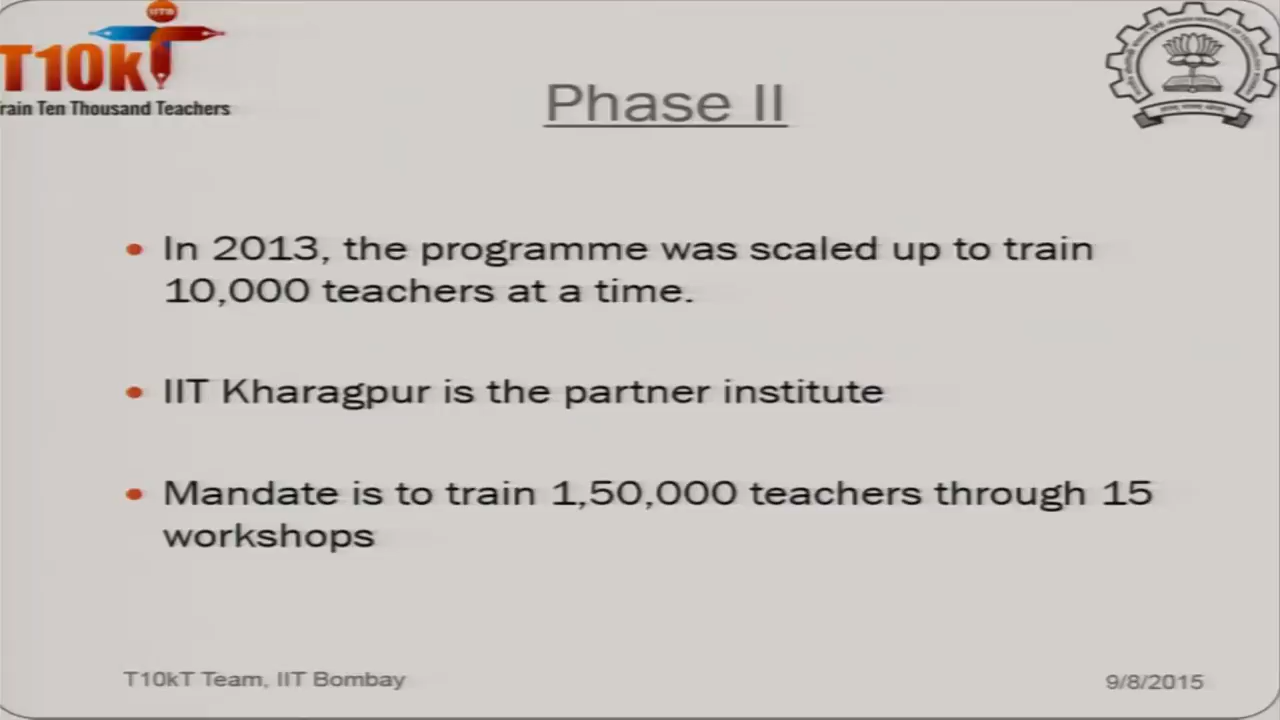 T10kT
rain Ten Thousand Teachers
Phase II
• In 2013, the programme was scaled up to train
10,000 teachers at a time.
• IIT Kharagpur is the partner institute
• Mandate is to train 1,50,000 teachers through 15
workshops
T10kT Team, IIT Bombay
9/8/2015